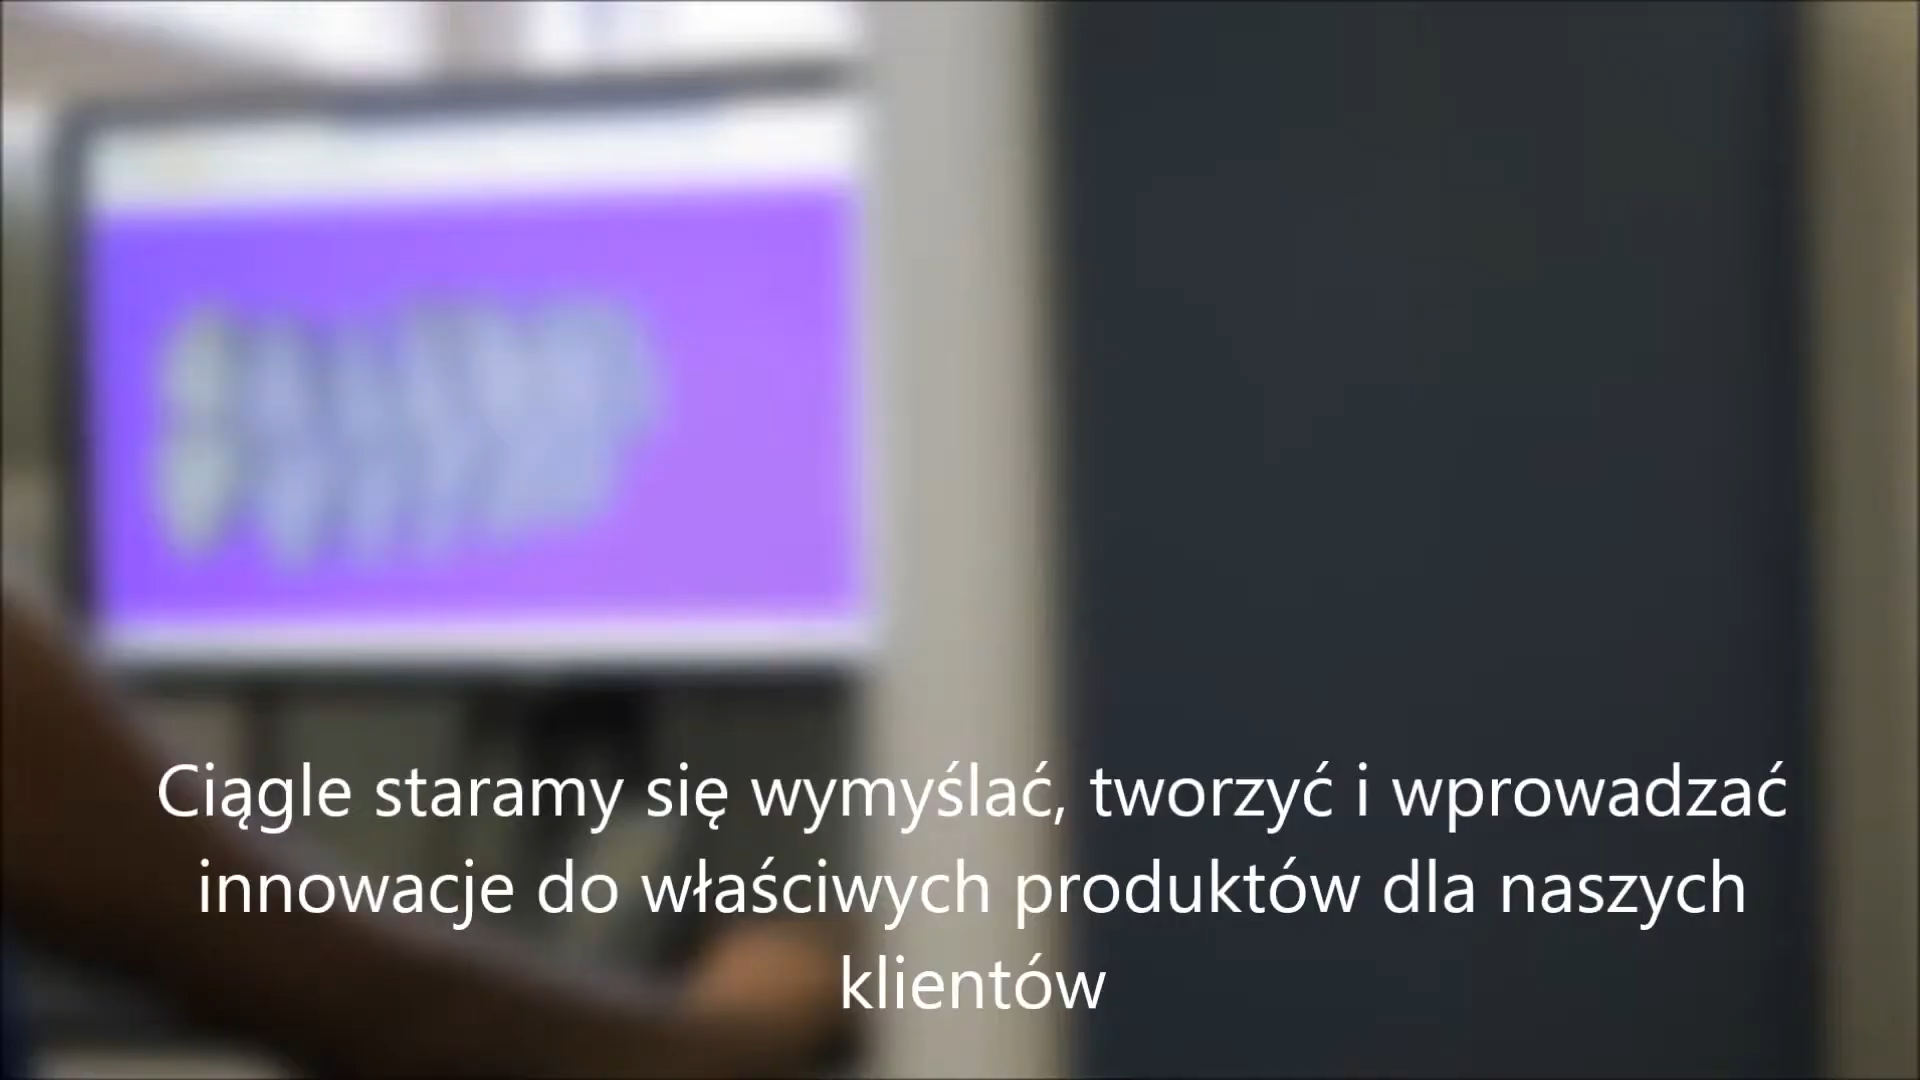 Ciągle staramy się wymyślać, tworzyć i wprowadzać
innowacje do właściwych produktów dla naszych
klientów